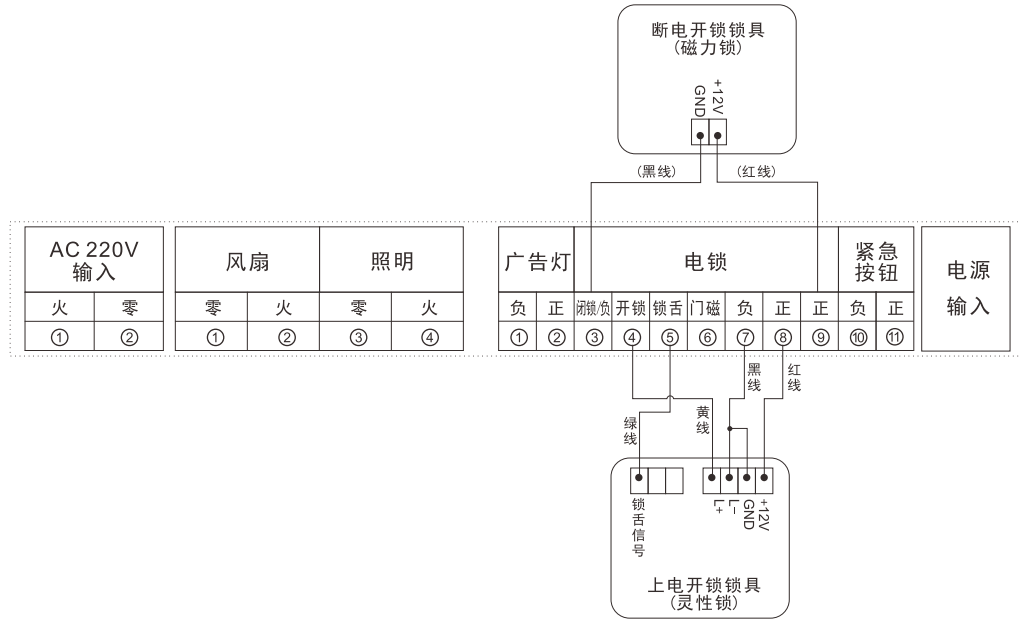 断电开锁锁具
(磁力锁)
GND
+12V
(黑线)
(红线)
AC 220V
输入
风扇
照明
广告灯
电锁
紧急
按钮
电源
输入
火
零
零
火
零
火
负
正
闭锁/负
开锁
锁舌
门磁
负
正
正
负
正
①
②
①
②
③
④
①
②
③
④
⑤
⑥
⑦
⑧
⑨
⑩
⑪
黑线
红线
绿线
黄线
锁舌信号
L+
L−
GND
+12V
上电开锁锁具
(灵性锁)